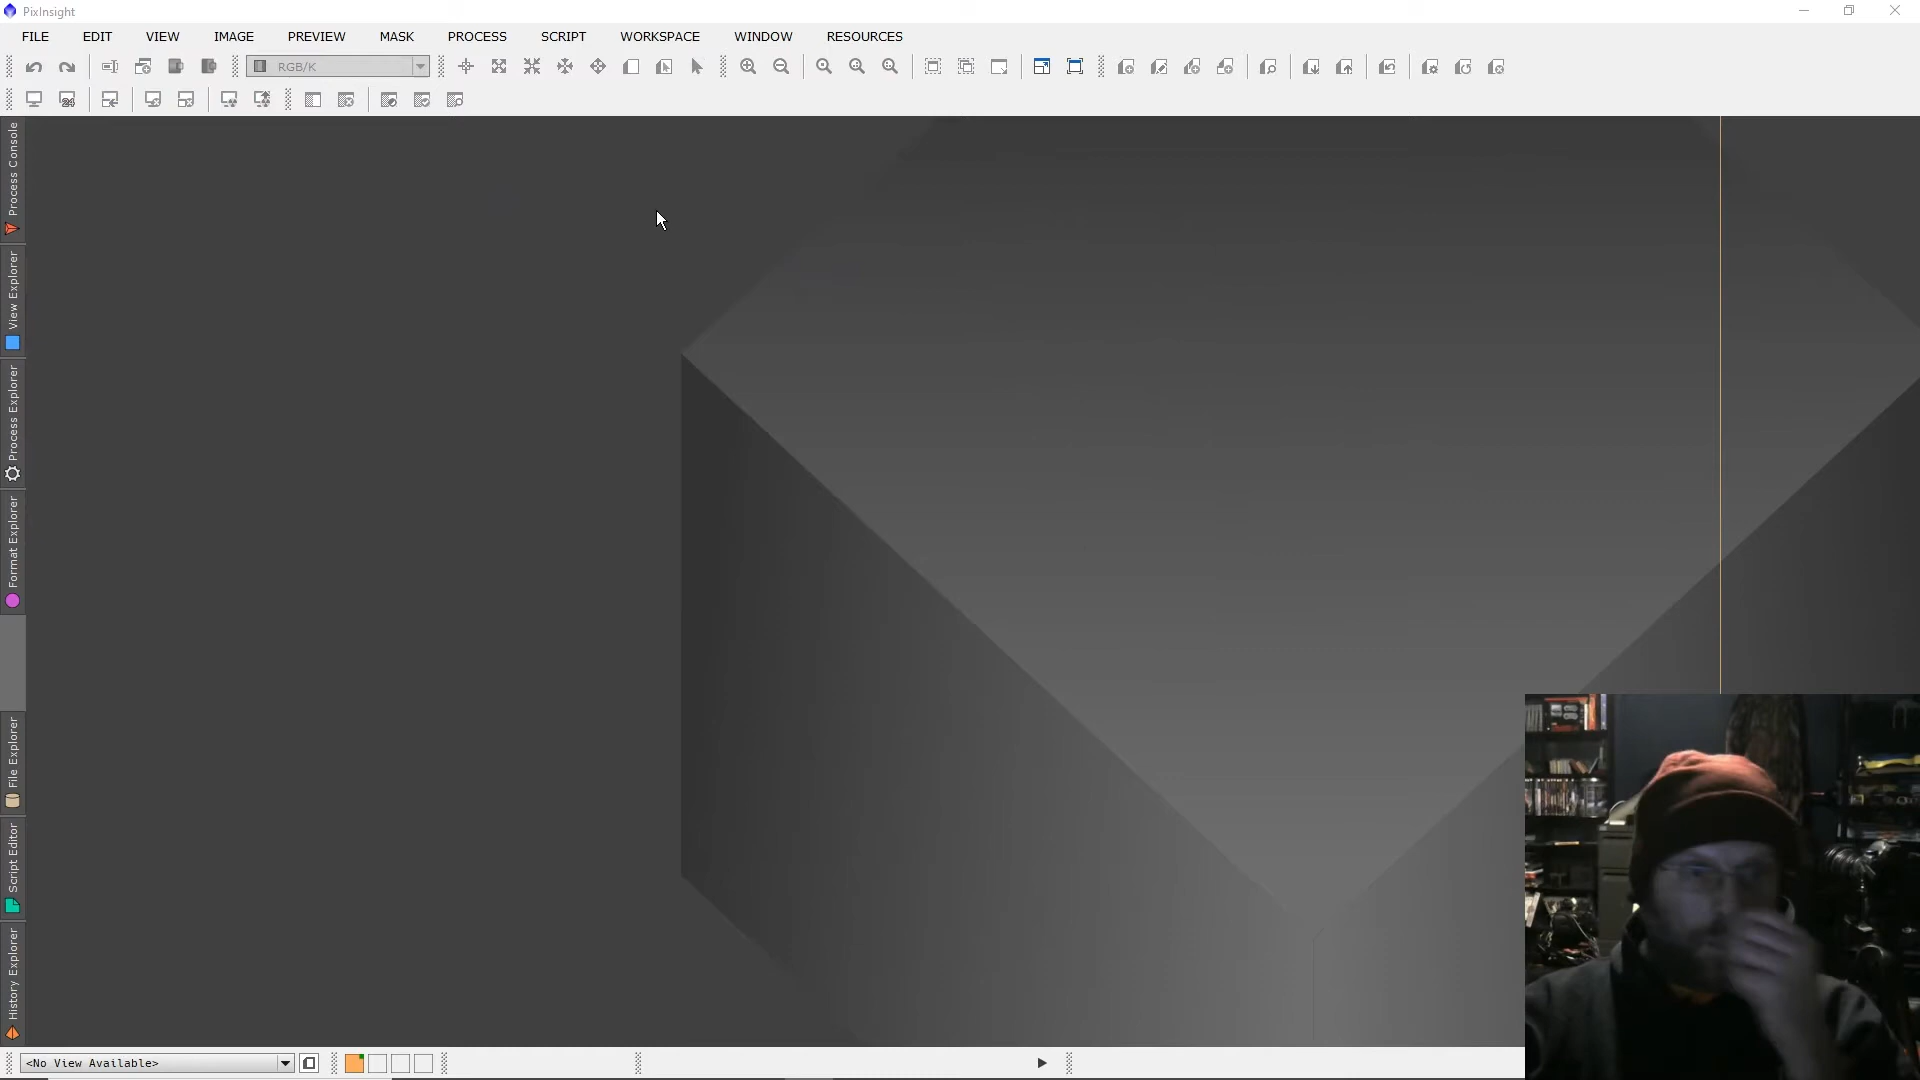 PixInsight
FILE EDIT VIEW IMAGE PREVIEW MASK PROCESS SCRIPT WORKSPACE WINDOW RESOURCES
RGB/K
24
Process Console
View Explorer
Process Explorer
Format Explorer
File Explorer
Script Editor
History Explorer
<No View Available>